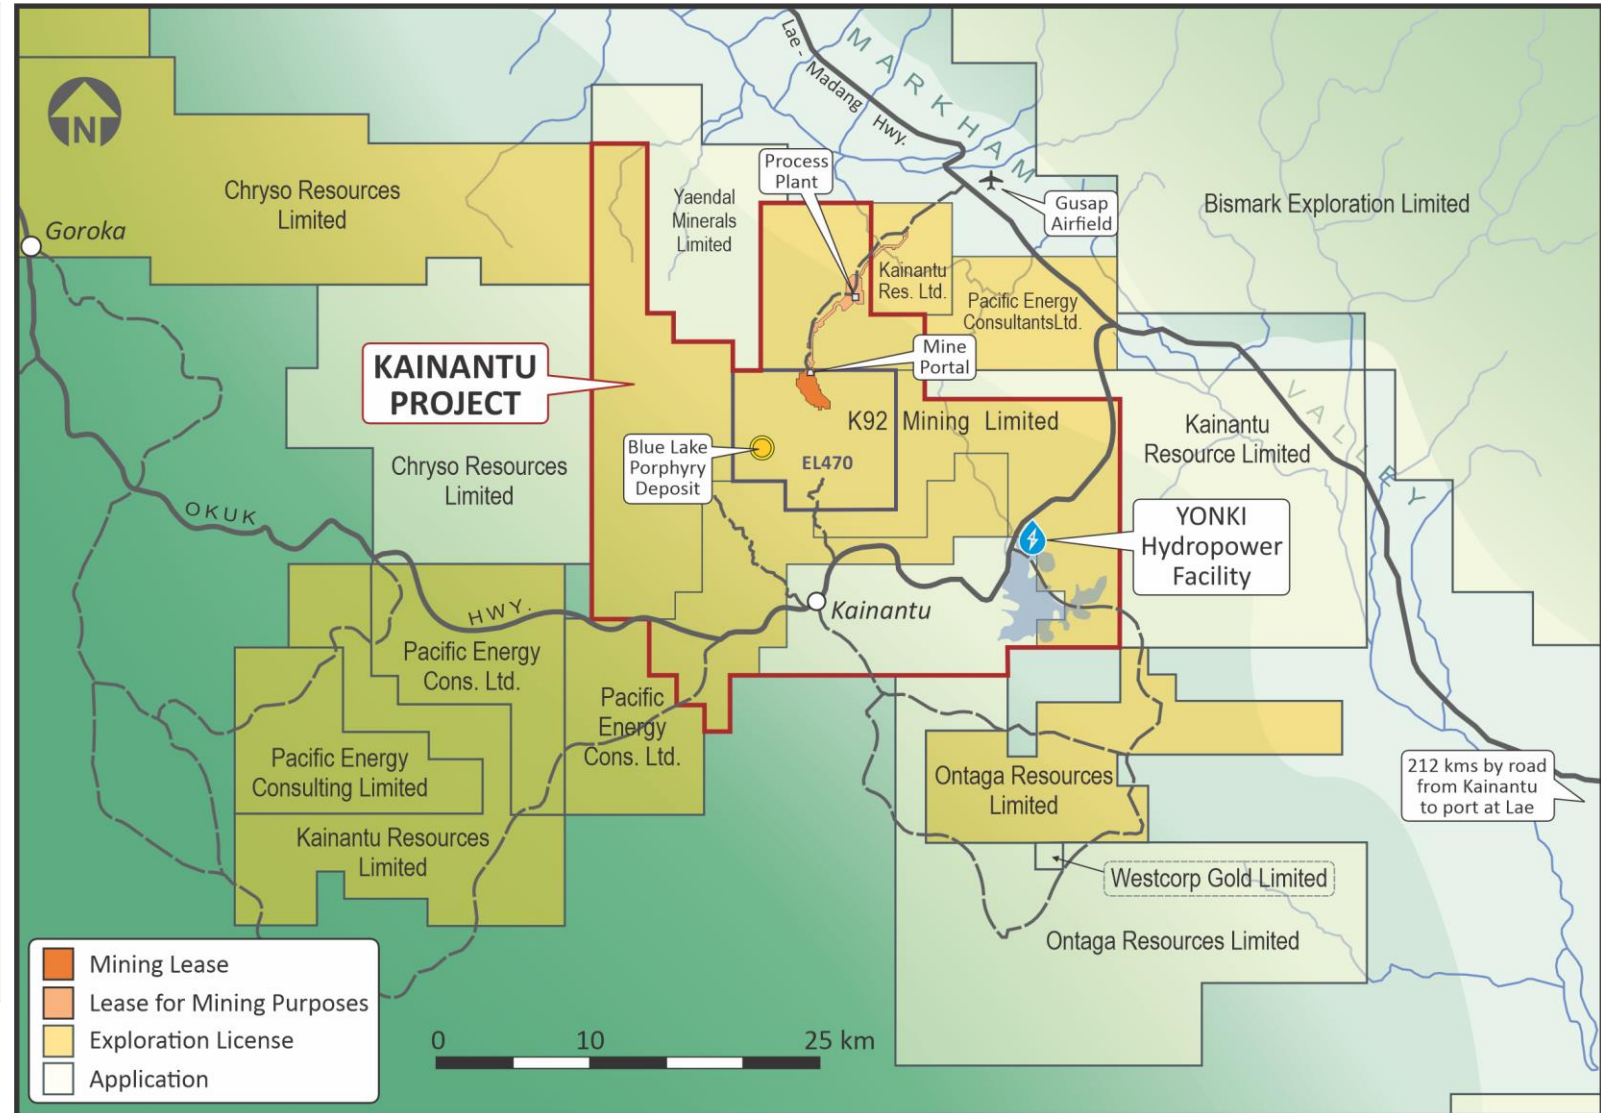 Lae - Madang Hwy.
MARKHAM
N
Process
Plant
Chryso Resources
Limited
Yaendal
Minerals
Limited
Gusap
Airfield
Bismark Exploration Limited
Goroka
Kainantu
Res. Ltd.
Pacific Energy
ConsultantsLtd.
Mine
Portal
KAINANTU
PROJECT
K92 Mining Limited
VALLEY
Kainantu
Resource Limited
Blue Lake
Porphyry
Deposit
EL470
Chryso Resources
Limited
OKUK
HWY.
YONKI
Hydropower
Facility
Kainantu
Pacific Energy
Cons. Ltd.
Pacific
Energy
Cons. Ltd.
Pacific Energy
Consulting Limited
Ontaga Resources
Limited
212 kms by road
from Kainantu
to port at Lae
Kainantu Resources
Limited
Westcorp Gold Limited
Ontaga Resources Limited
Mining Lease
Lease for Mining Purposes
Exploration License
Application
0 10 25 km